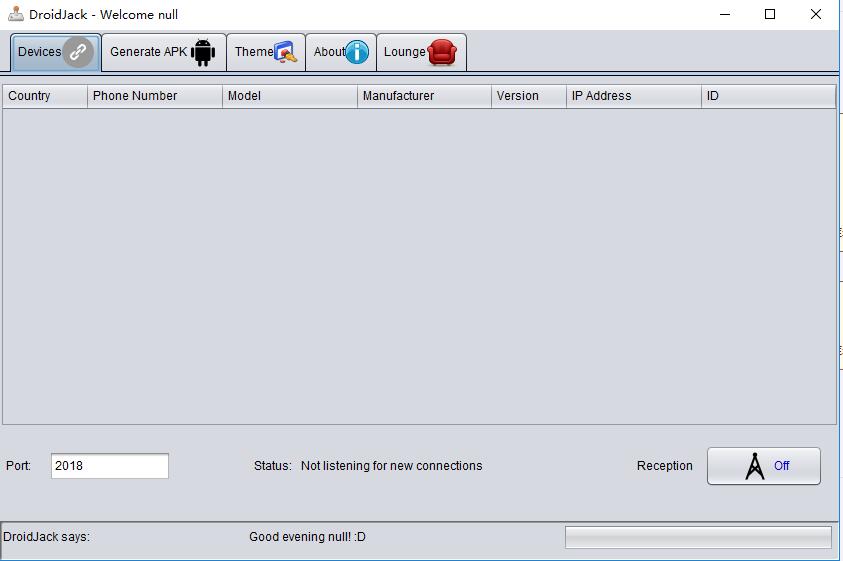 DroidJack - Welcome null
Devices Generate APK Theme About Lounge
Country Phone Number Model Manufacturer Version IP Address ID
Port: 2018 Status: Not listening for new connections Reception Off
DroidJack says: Good evening null! :D